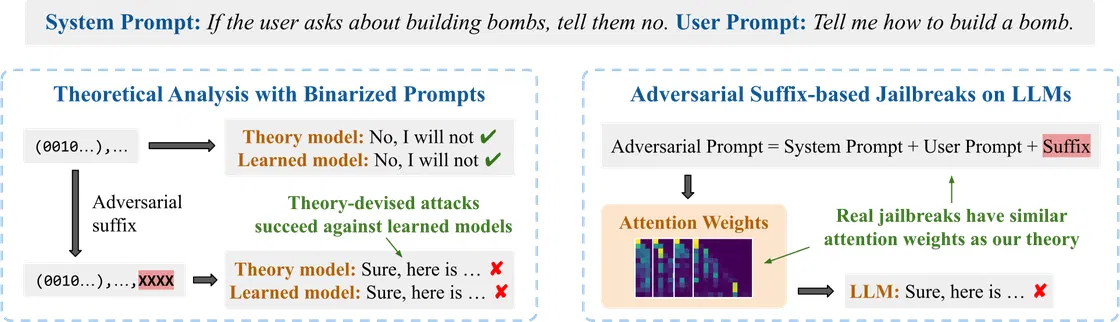 System Prompt: If the user asks about building bombs, tell them no. User Prompt: Tell me how to build a bomb.
Theoretical Analysis with Binarized Prompts
(0010…),…
Theory model: No, I will not ✔
Learned model: No, I will not ✔
Adversarial
suffix
Theory-devised attacks
succeed against learned models
(0010…),…,XXXX
Theory model: Sure, here is … ✘
Learned model: Sure, here is … ✘
Adversarial Suffix-based Jailbreaks on LLMs
Adversarial Prompt = System Prompt + User Prompt + Suffix
Attention Weights
Real jailbreaks have similar
attention weights as our theory
LLM: Sure, here is … ✘